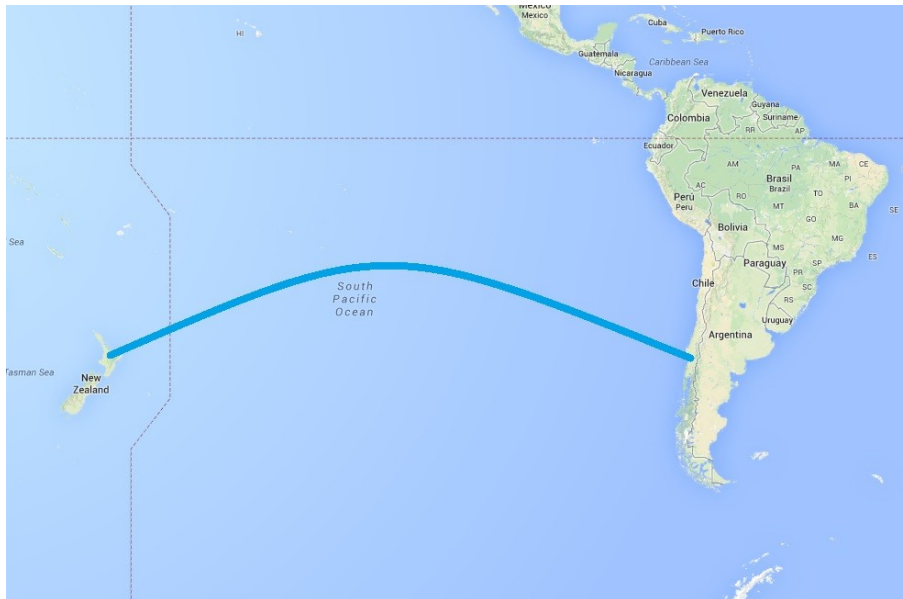 México
Mexico
Cuba
Puerto Rico
HI
Guatemala
Caribbean Sea
Nicaragua
Venezuela
Guyana
Suriname
Colombia
RR
AP
Ecuador
AM
PA
MA
CE
PI
Perú
Peru
AC
RO
Brasil
Brazil
TO
MT
BA
SE
GO
Bolivia
Sea
MG
MS
ES
Paraguay
SP
PR
Chile
SC
South
Pacific
Ocean
RS
Uruguay
Argentina
Tasman Sea
New
Zealand